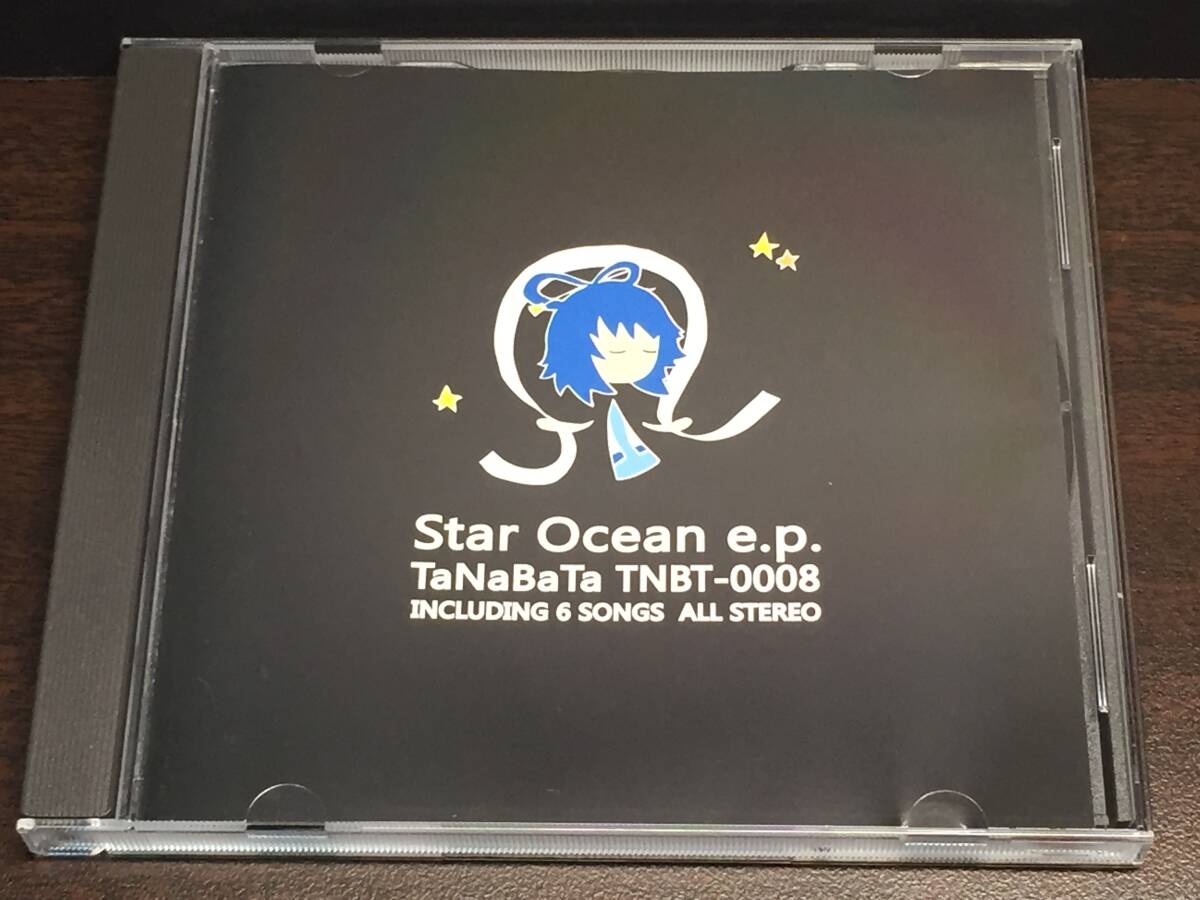 Star Ocean e.p.
TaNaBaTa TNBT-0008
INCLUDING 6 SONGS ALL STEREO